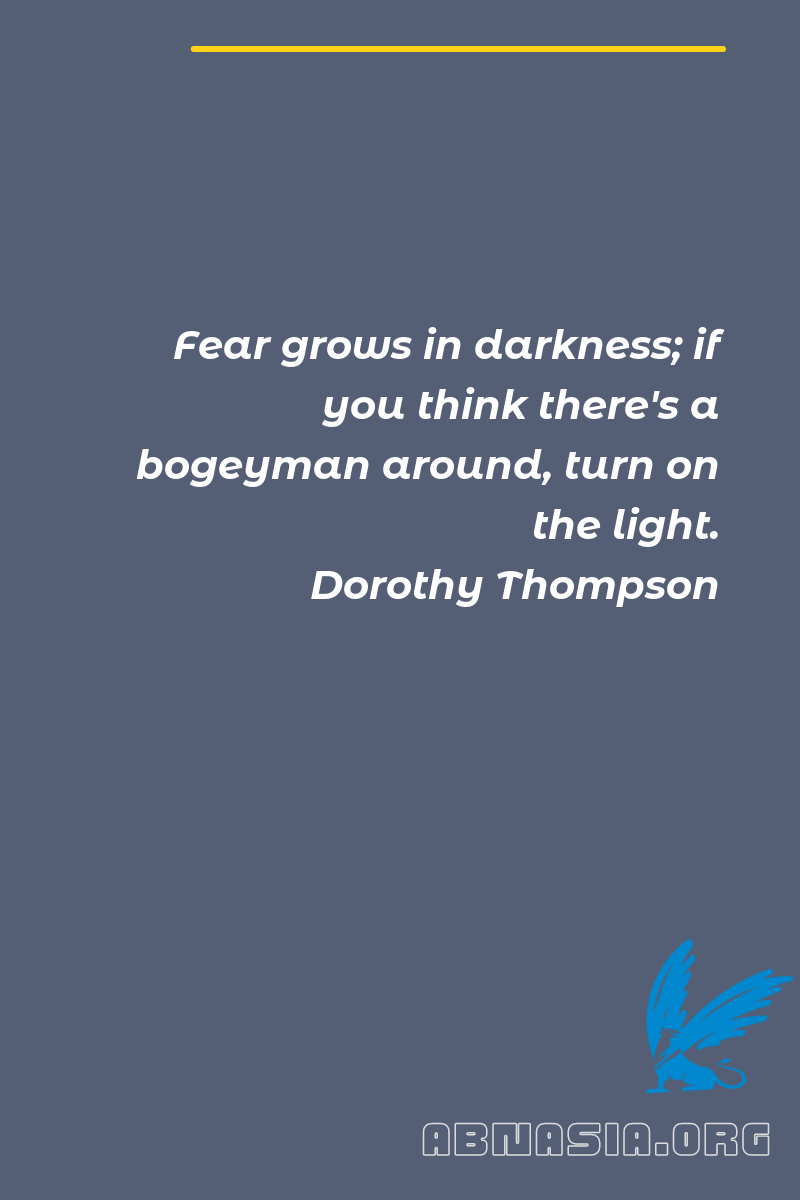 Fear grows in darkness; if
you think there's a
bogeyman around, turn on
the light.
Dorothy Thompson
ABNASIA.ORG